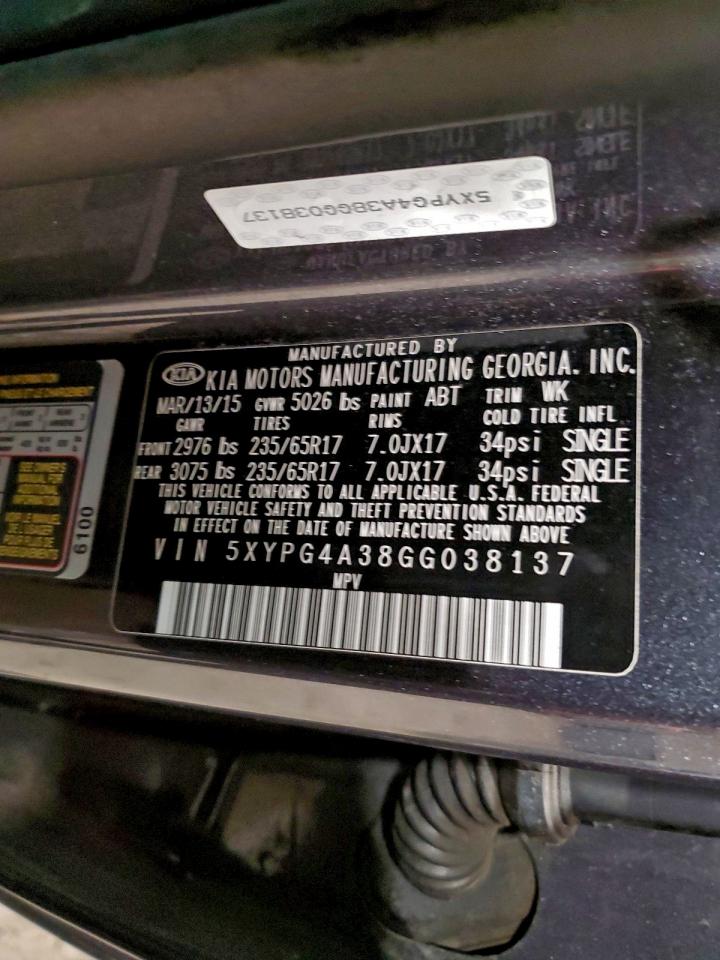 5XYPG4A38GG038137
MANUFACTURED BY
KIA KIA MOTORS MANUFACTURING GEORGIA. INC.
MAR/13/15 GVWR 5026 lbs PAINT ABT TRIM WK
GAWR TIRES RIMS COLD TIRE INFL
FRONT 2976 lbs 235/65R17 7.0JX17 34psi SINGLE
REAR 3075 lbs 235/65R17 7.0JX17 34psi SINGLE
THIS VEHICLE CONFORMS TO ALL APPLICABLE U.S.A. FEDERAL
MOTOR VEHICLE SAFETY AND THEFT PREVENTION STANDARDS
IN EFFECT ON THE DATE OF MANUFACTURE SHOWN ABOVE
VIN 5XYPG4A38GG038137
MPV
6100